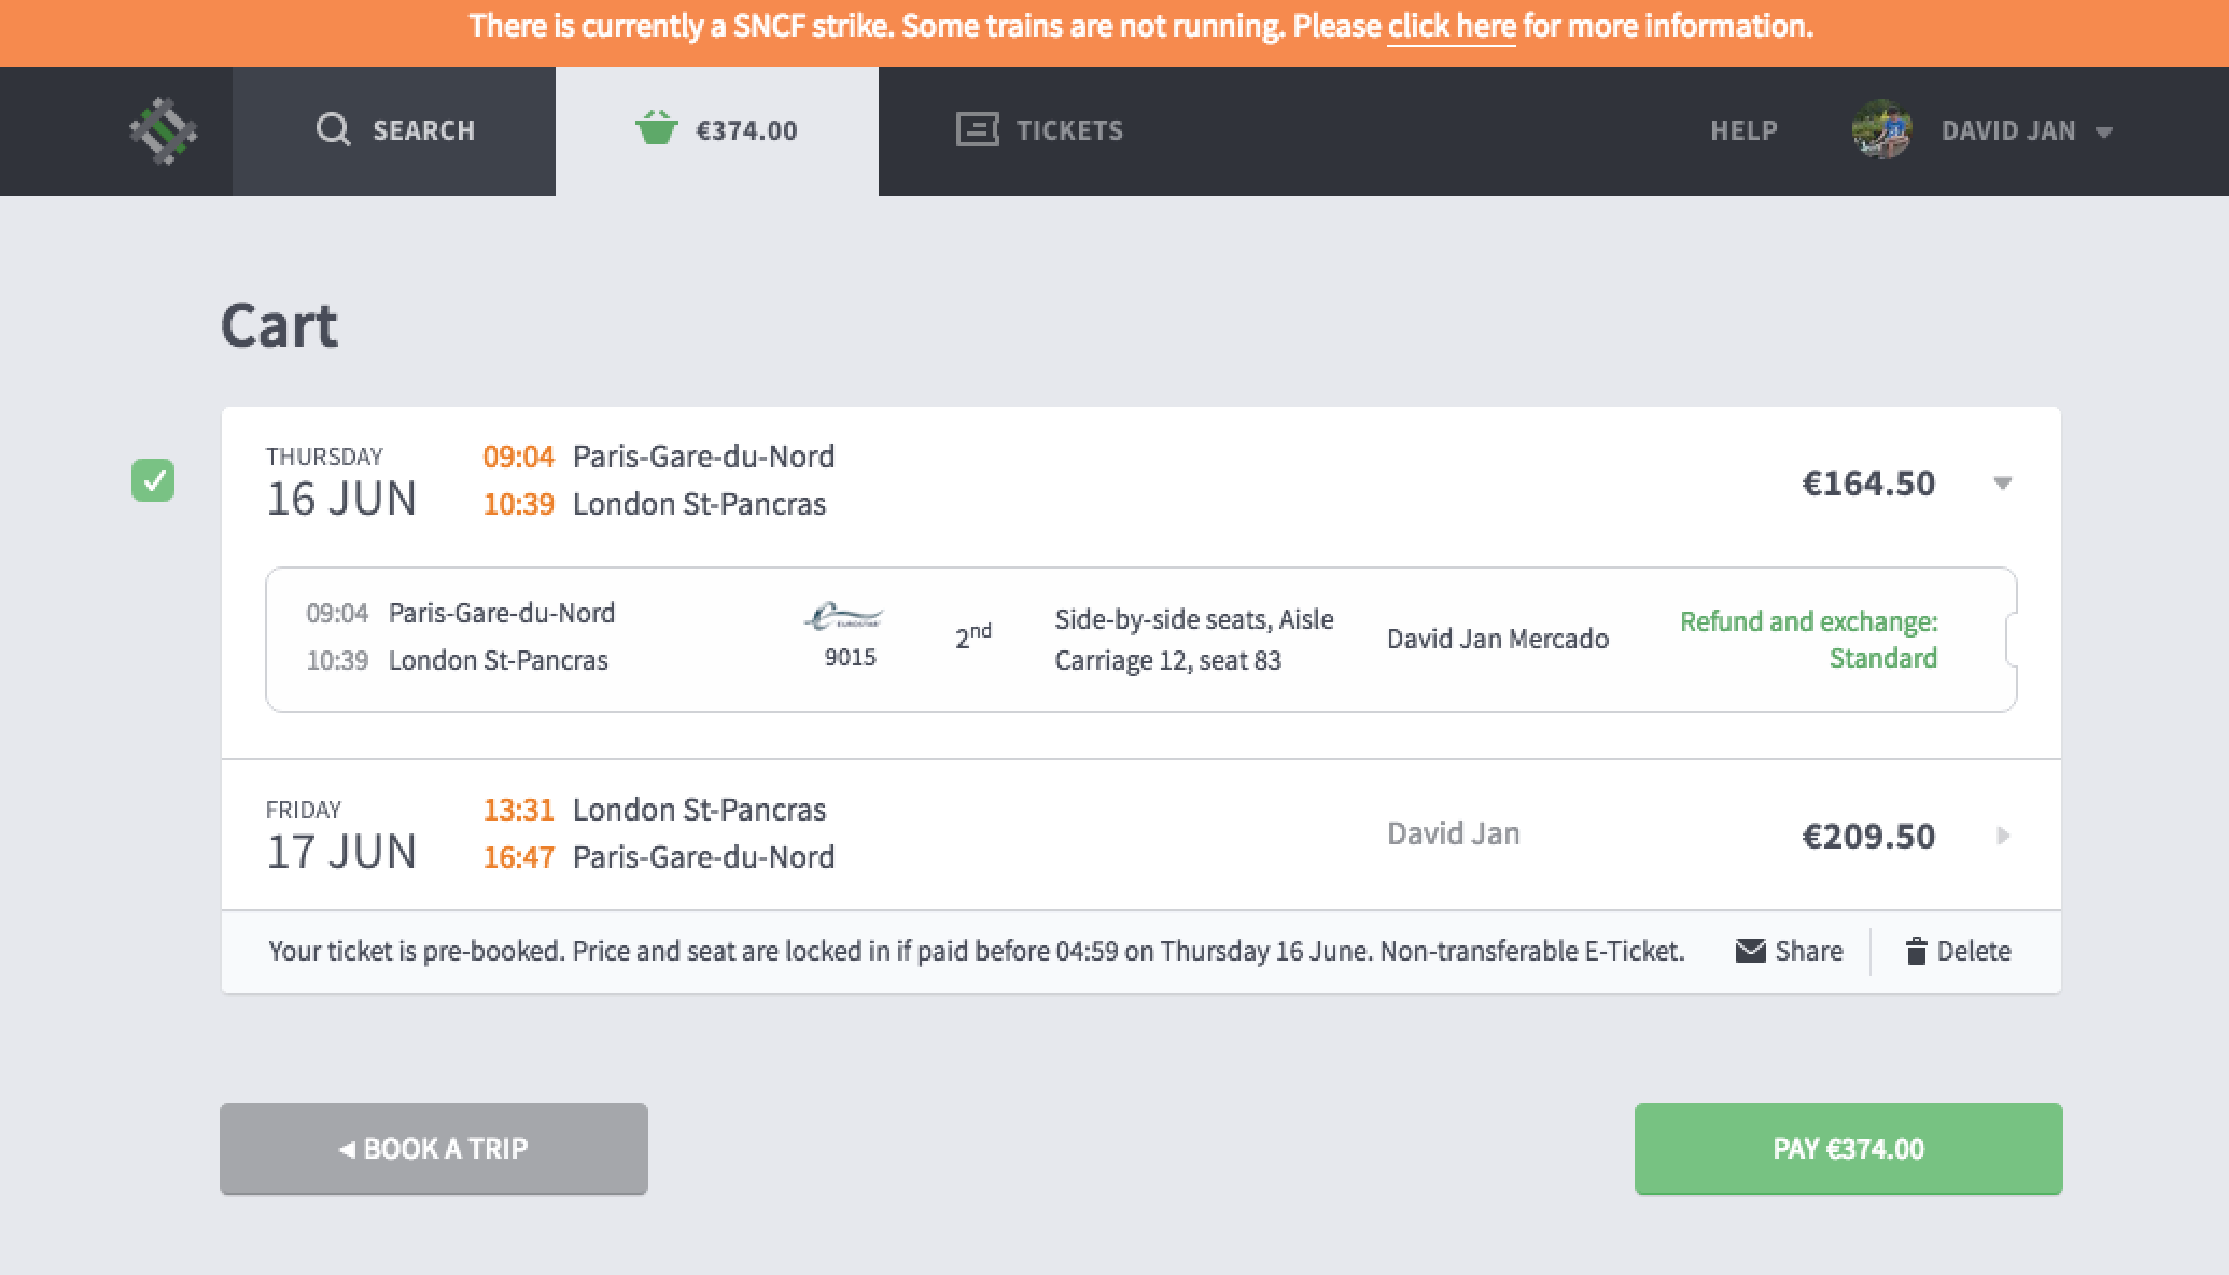 There is currently a SNCF strike. Some trains are not running. Please click here for more information.
SEARCH
€374.00
TICKETS
HELP
DAVID JAN
Cart
THURSDAY
16 JUN
09:04 Paris-Gare-du-Nord
10:39 London St-Pancras
€164.50
09:04 Paris-Gare-du-Nord
10:39 London St-Pancras
EUROSTAR
9015
2nd
Side-by-side seats, Aisle
Carriage 12, seat 83
David Jan Mercado
Refund and exchange:
Standard
FRIDAY
17 JUN
13:31 London St-Pancras
16:47 Paris-Gare-du-Nord
David Jan
€209.50
Your ticket is pre-booked. Price and seat are locked in if paid before 04:59 on Thursday 16 June. Non-transferable E-Ticket.
Share
Delete
BOOK A TRIP
PAY €374.00